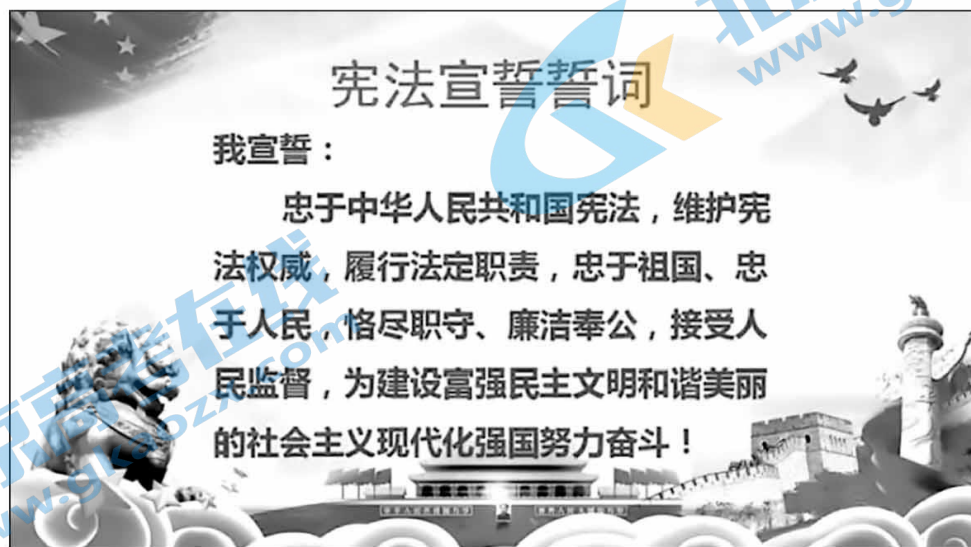 宪法宣誓誓词
我宣誓：
忠于中华人民共和国宪法，维护宪
法权威，履行法定职责，忠于祖国、忠
于人民，恪尽职守、廉洁奉公，接受人
民监督，为建设富强民主文明和谐美丽
的社会主义现代化强国努力奋斗！